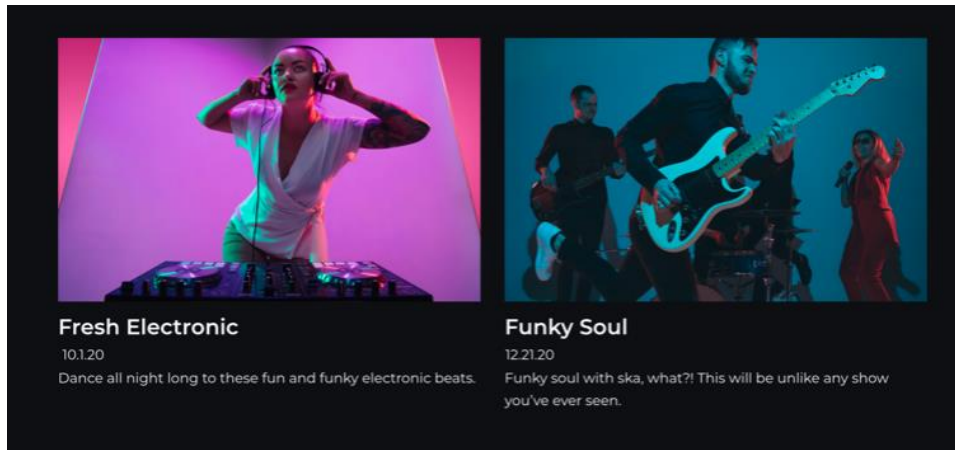 Fresh Electronic
10.1.20
Dance all night long to these fun and funky electronic beats.
Funky Soul
12.21.20
Funky soul with ska, what?! This will be unlike any show
you've ever seen.